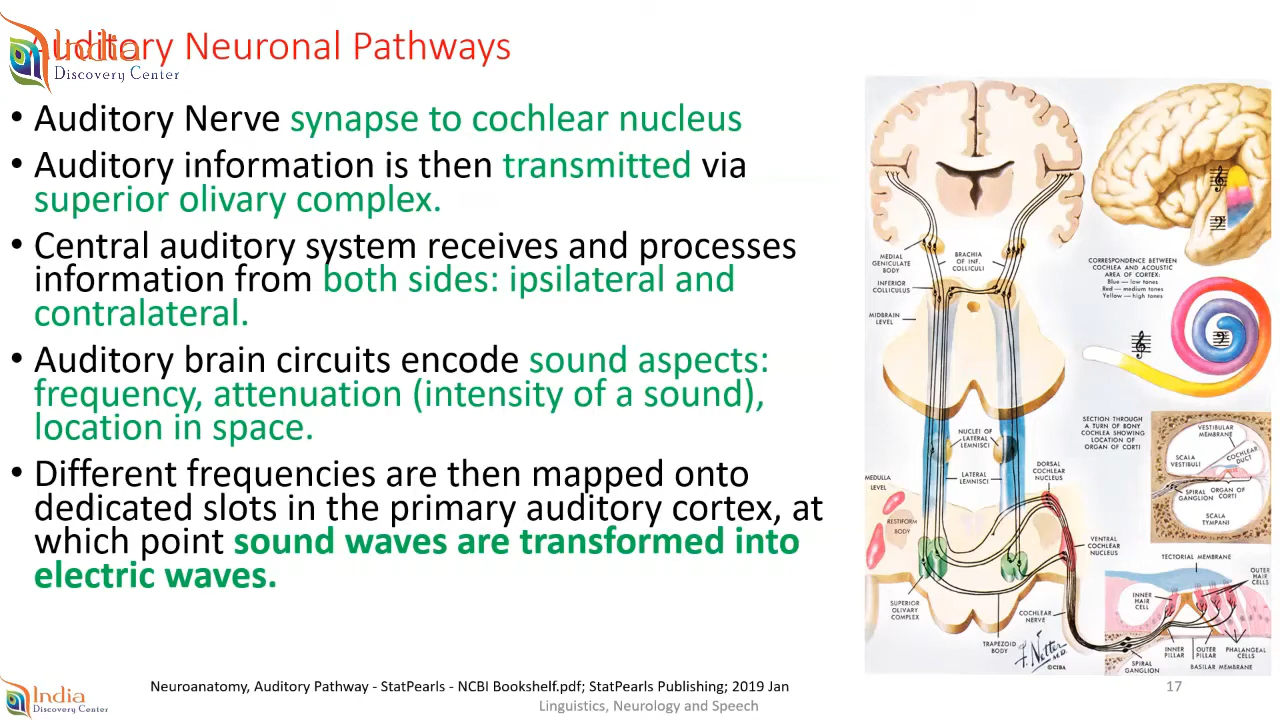 Auditory Neuronal Pathways
India
Discovery Center
• Auditory Nerve synapse to cochlear nucleus
• Auditory information is then transmitted via
superior olivary complex.
• Central auditory system receives and processes
information from both sides: ipsilateral and
contralateral.
• Auditory brain circuits encode sound aspects:
frequency, attenuation (intensity of a sound),
location in space.
• Different frequencies are then mapped onto
dedicated slots in the primary auditory cortex, at
which point sound waves are transformed into
electric waves.
MEDIAL
GENICULATE
BODY
BRACHIA
OF INF.
COLLICULI
INFERIOR
COLLICULUS
MIDBRAIN
LEVEL
CORRESPONDENCE BETWEEN
COCHLEA AND ACOUSTIC
AREA OF CORTEX:
Blue — low tones
Red — medium tones
Yellow — high tones
NUCLEI OF
LATERAL
LEMNISCI
LATERAL
LEMNISCI
MEDULLA
LEVEL
DORSAL
COCHLEAR
NUCLEUS
RESTIFORM
BODY
VENTRAL
COCHLEAR
NUCLEUS
SUPERIOR
OLIVARY
COMPLEX
COCHLEAR
NERVE
TRAPEZOID
BODY
F. Netter
M.D.
©CIBA
SECTION THROUGH
A TURN OF BONY
COCHLEA SHOWING
LOCATION OF
ORGAN OF CORTI
VESTIBULAR
MEMBRANE
COCHLEAR
DUCT
SCALA
VESTIBULI
SPIRAL
GANGLION
ORGAN OF
CORTI
SCALA
TYMPANI
TECTORIAL MEMBRANE
OUTER
HAIR
CELLS
INNER
HAIR
CELL
INNER
PILLAR
OUTER
PILLAR
PHALANGEAL
CELLS
BASILAR MEMBRANE
SPIRAL
GANGLION
India
Discovery Center
Neuroanatomy, Auditory Pathway - StatPearls - NCBI Bookshelf.pdf; StatPearls Publishing; 2019 Jan
Linguistics, Neurology and Speech
17